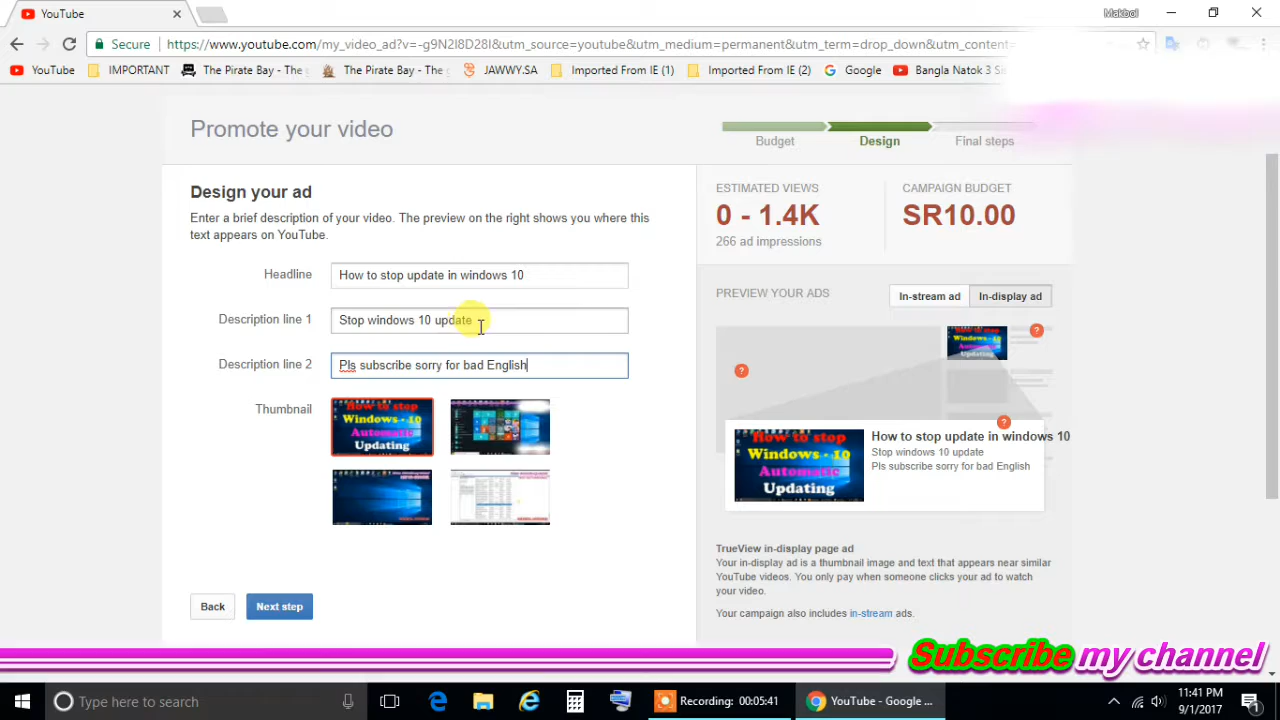 YouTube
Makbol
Secure
https://www.youtube.com/my_video_ad?v=-g9N2I8D28I&utm_source=youtube&utm_medium=permanent&utm_term=drop_down&utm_content=
YouTube
IMPORTANT
The Pirate Bay - The
The Pirate Bay - The
JAWWY.SA
Imported From IE (1)
Imported From IE (2)
Google
Bangla Natok 3 Si
Promote your video
Budget
Design
Final steps
Design your ad
Enter a brief description of your video. The preview on the right shows you where this
text appears on YouTube.
Headline
How to stop update in windows 10
Description line 1
Stop windows 10 update
Description line 2
Pls subscribe sorry for bad English
Thumbnail
How to stop
Windows - 10
Automatic
Updating
Back
Next step
ESTIMATED VIEWS
0 - 1.4K
266 ad impressions
CAMPAIGN BUDGET
SR10.00
PREVIEW YOUR ADS
In-stream ad
In-display ad
How to stop
Windows - 10
Automatic
Updating
How to stop update in windows 10
Stop windows 10 update
Pls subscribe sorry for bad English
TrueView in-display page ad
Your in-display ad is a thumbnail image and text that appears near similar
YouTube videos. You only pay when someone clicks your ad to watch
your video.
Your campaign also includes in-stream ads.
Subscribe my channel
Type here to search
Recording: 00:05:41
YouTube - Google ...
11:41 PM
9/1/2017